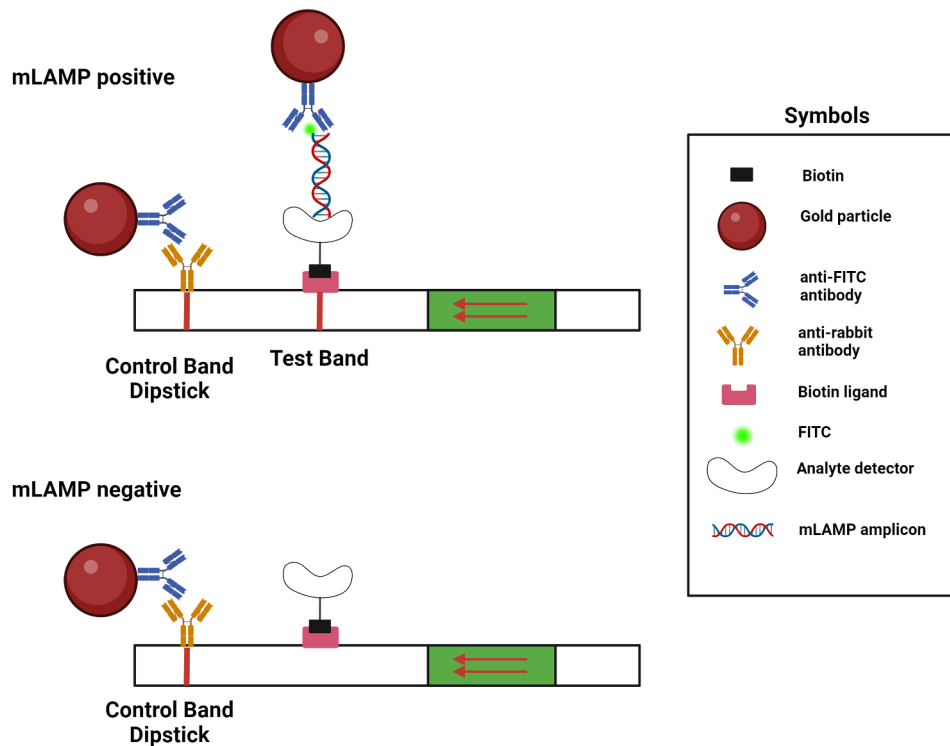 mLAMP positive
Control Band
Dipstick
Test Band
mLAMP negative
Control Band
Dipstick
Symbols
Biotin
Gold particle
anti-FITC
antibody
anti-rabbit
antibody
Biotin ligand
FITC
Analyte detector
mLAMP amplicon